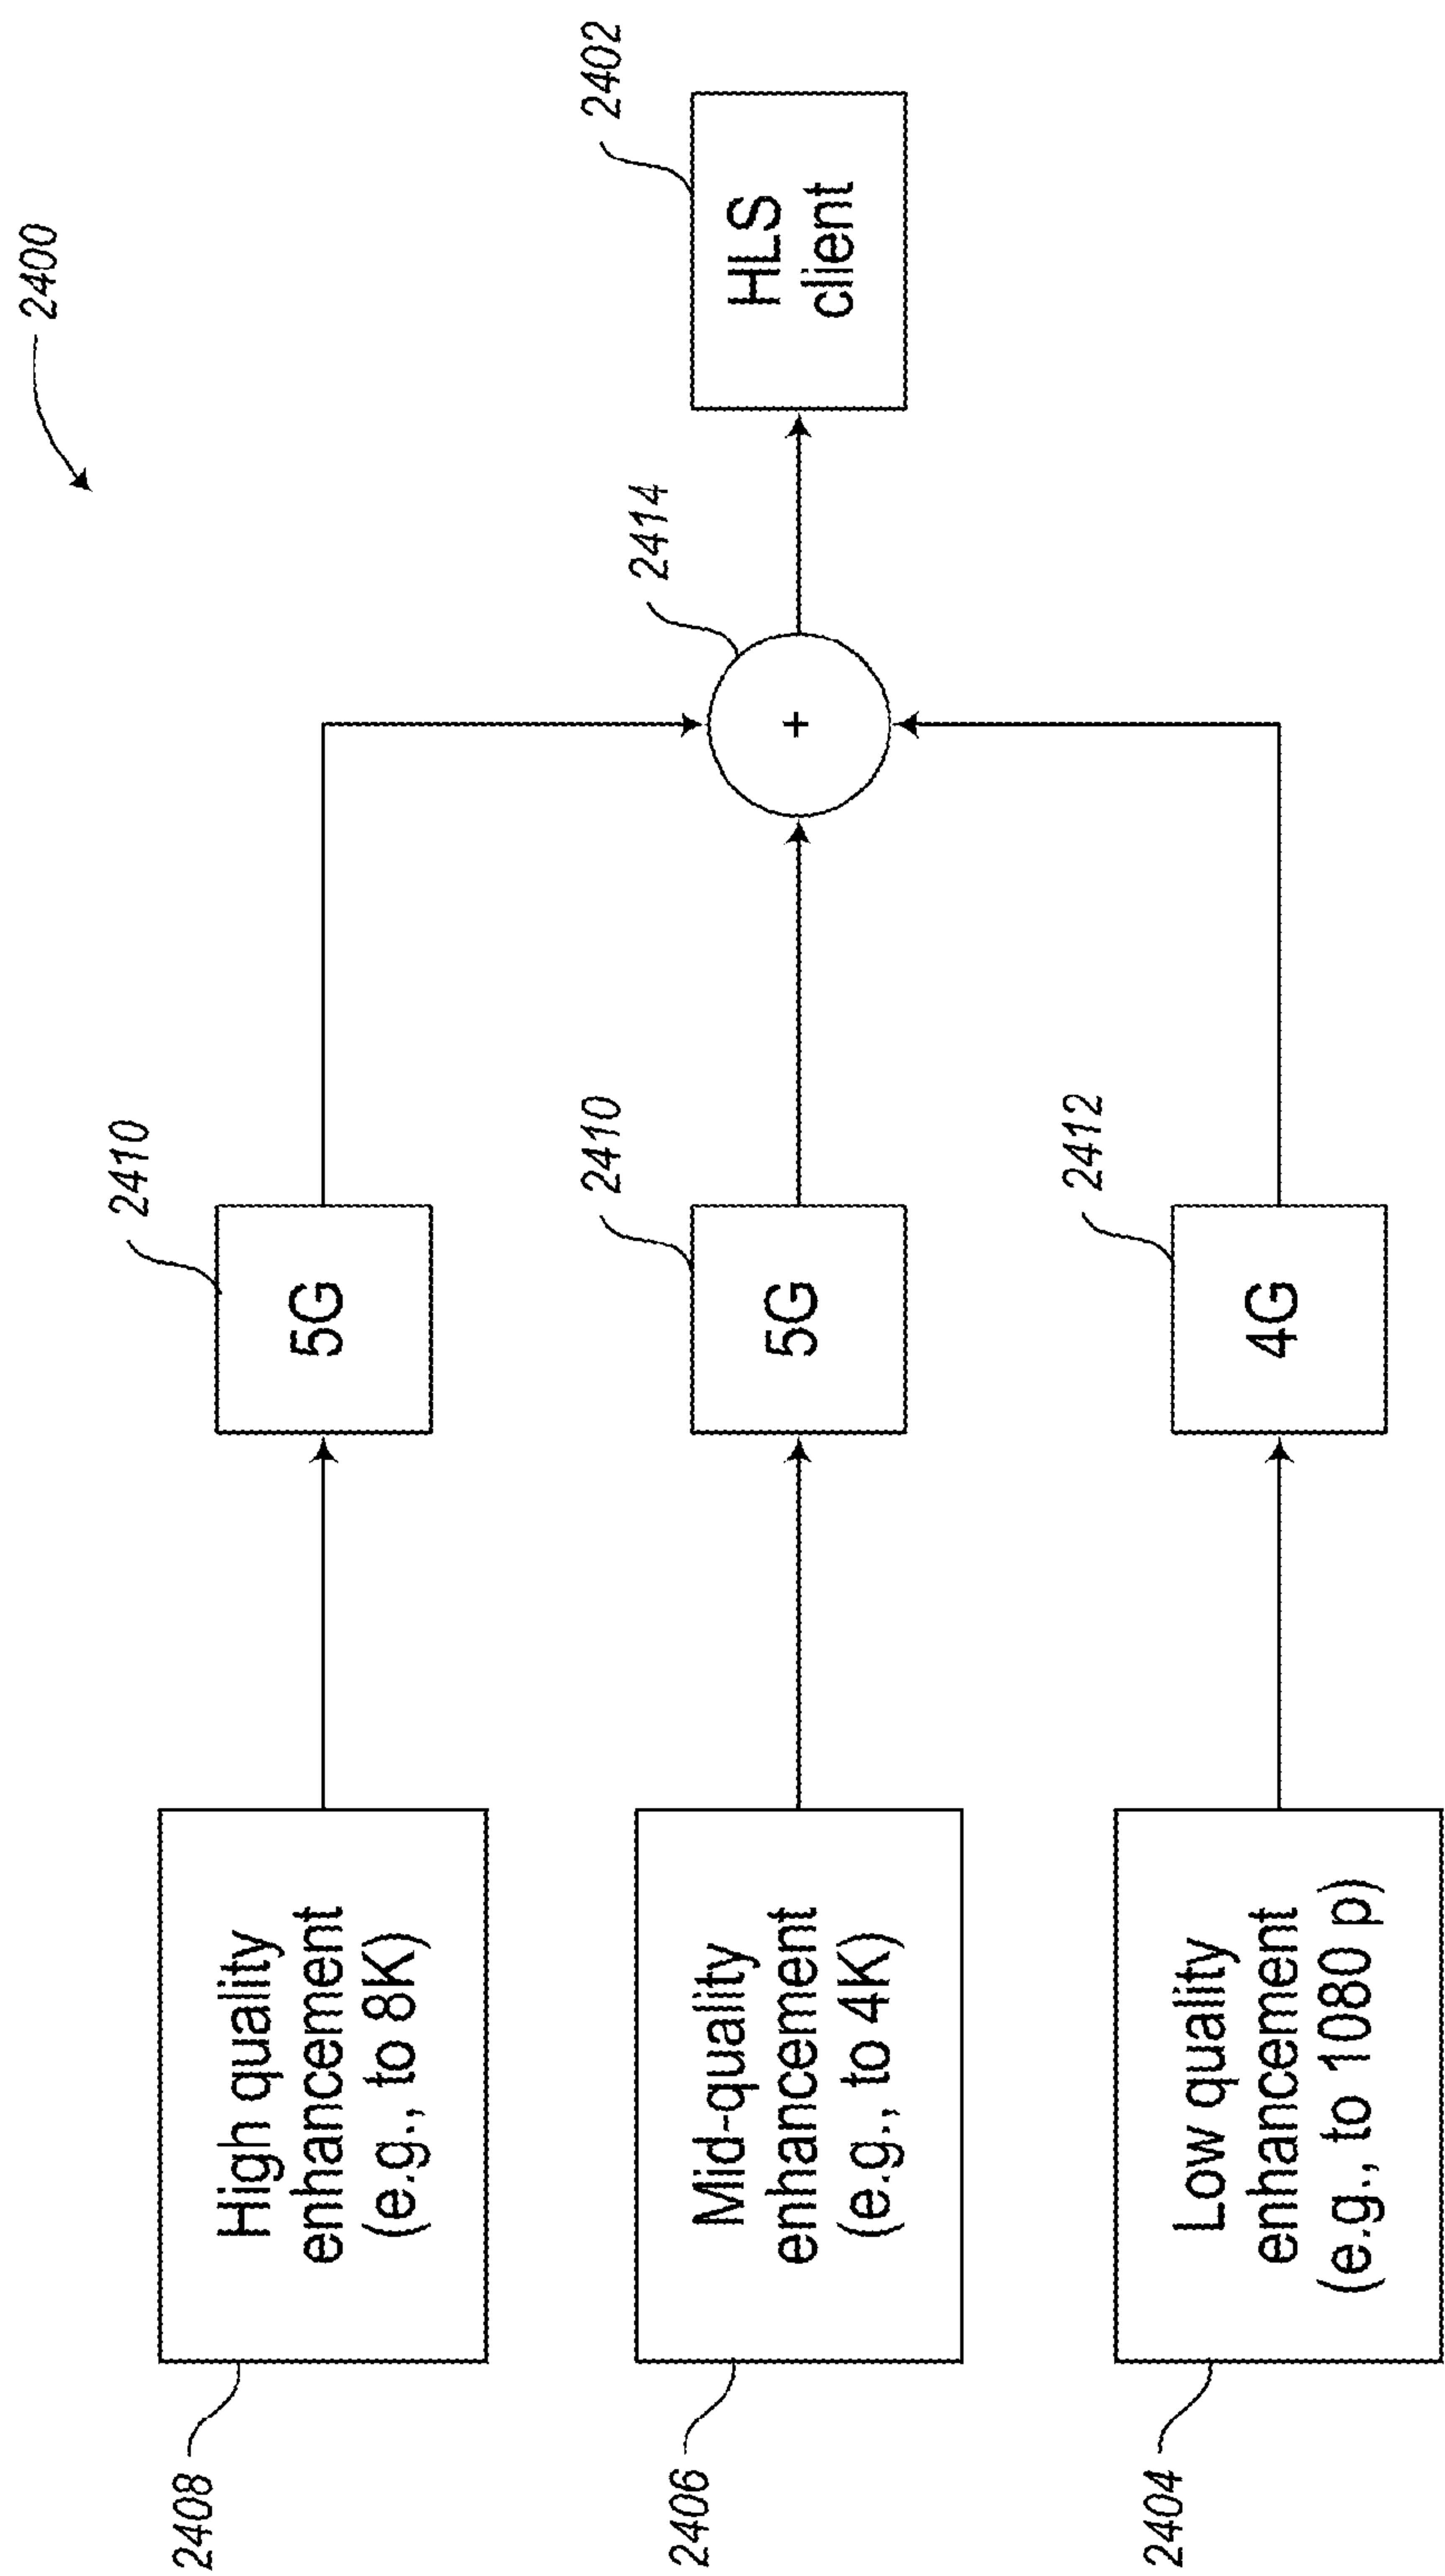 2400
2408
High quality
enhancement
(e.g., to 8K)
2410
5G
2406
Mid-quality
enhancement
(e.g., to 4K)
2410
5G
2414
+
2402
HLS
client
2404
Low quality
enhancement
(e.g., to 1080 p)
2412
4G